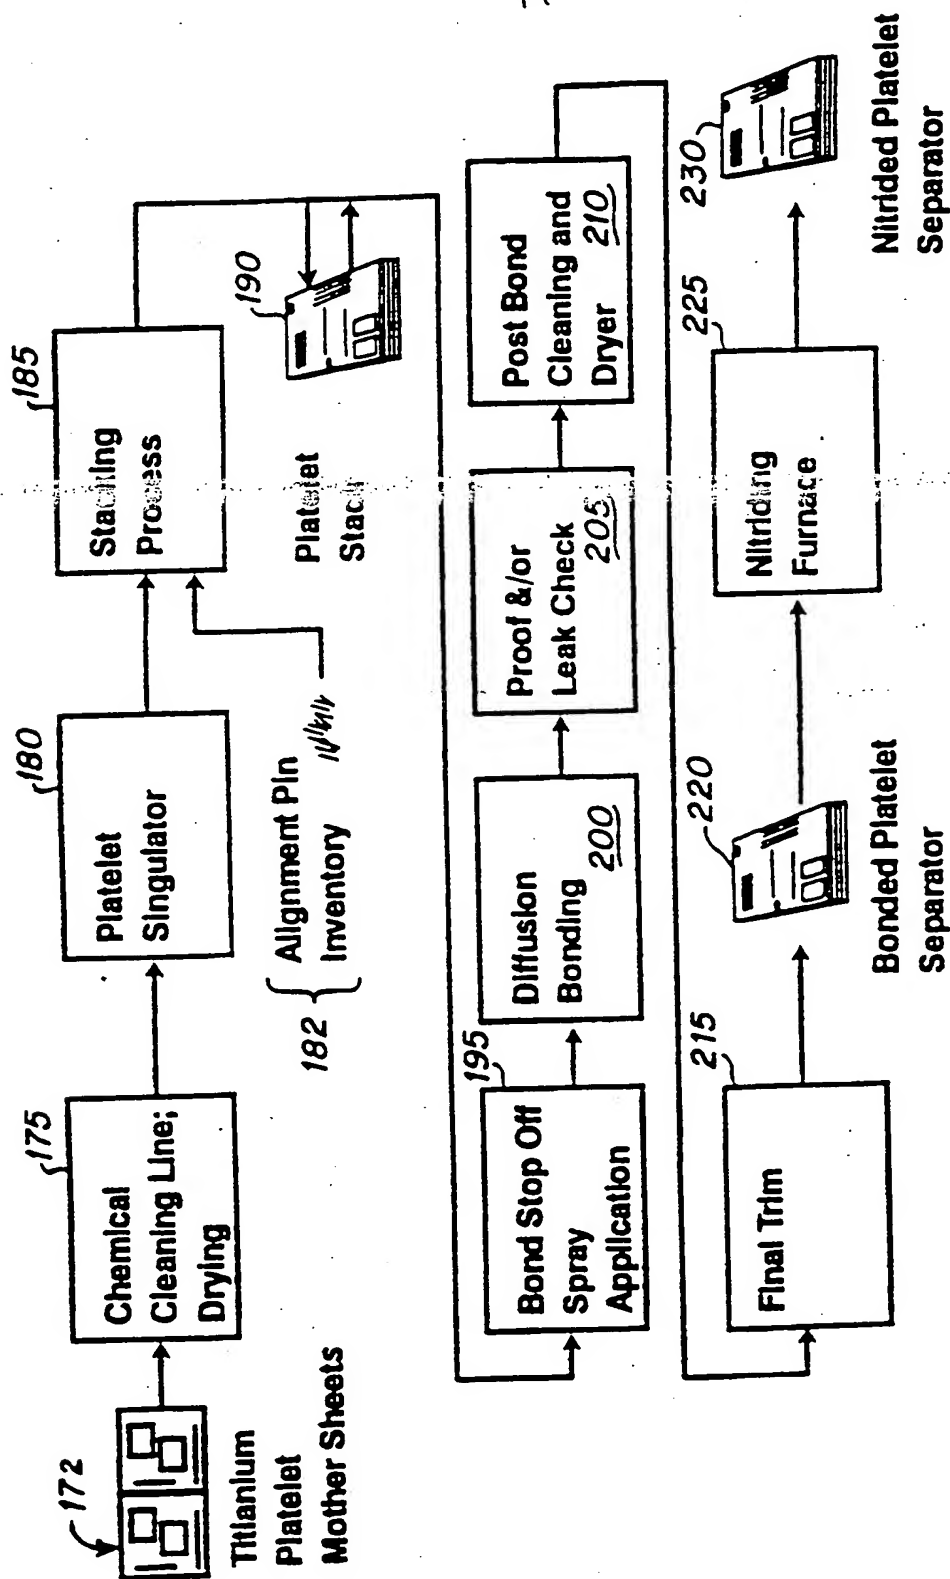 172
Titlanium
Platelet
Mother Sheets
175
Chemical
Cleaning Line;
Drying
180
Platelet
Singulator
182
Alignment Pin
Inventory
185
Stacking
Process
190
Platelet
Stack
195
Bond Stop Off
Spray
Application
Diffusion
Bonding
200
Proof &/or
Leak Check
205
Post Bond
Cleaning and
Dryer 210
215
Final Trim
220
Bonded Platelet
Separator
225
Nitriding
Furnace
230
Nitrided Platelet
Separator